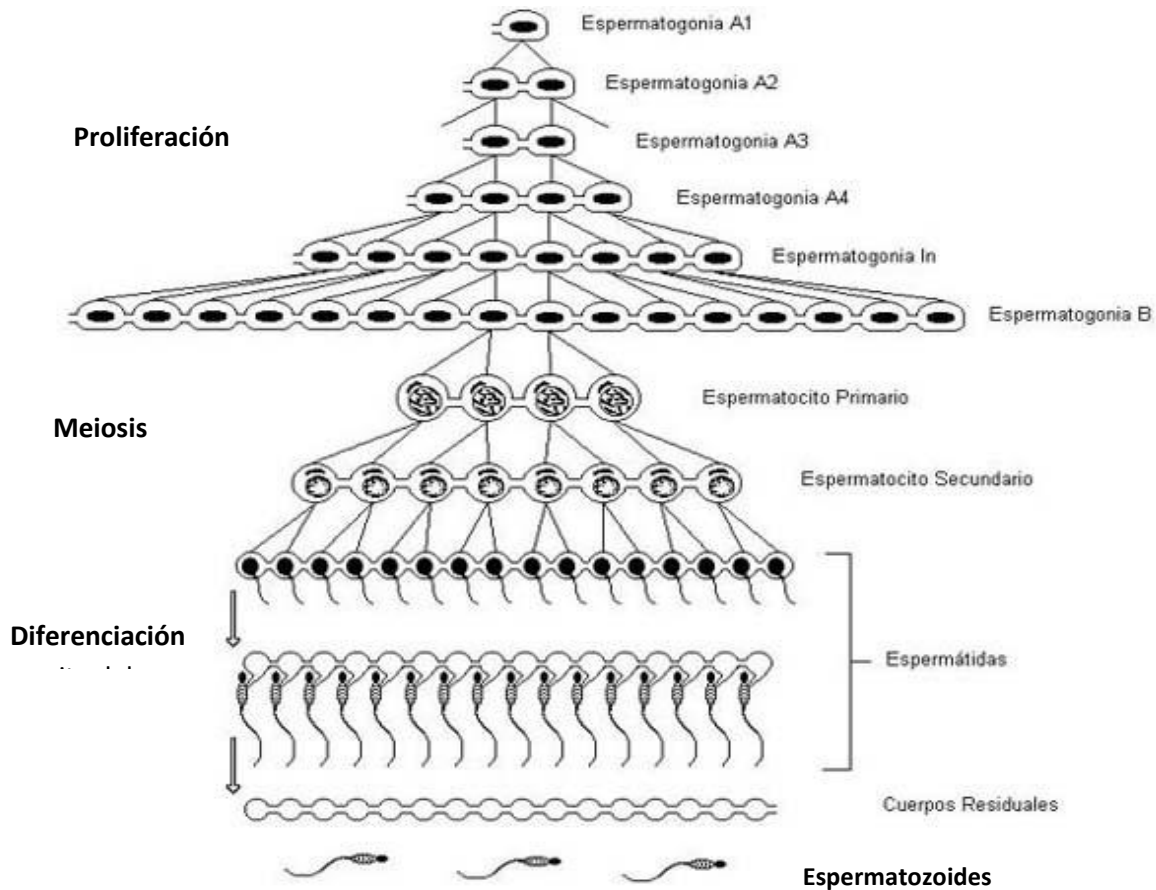 Espermatogonia A1
Espermatogonia A2
Proliferación
Espermatogonia A3
Espermatogonia A4
Espermatogonia In
Espermatogonia B
Espermatocito Primario
Meiosis
Espermatocito Secundario
Diferenciación
Espermátidas
Cuerpos Residuales
Espermatozoides